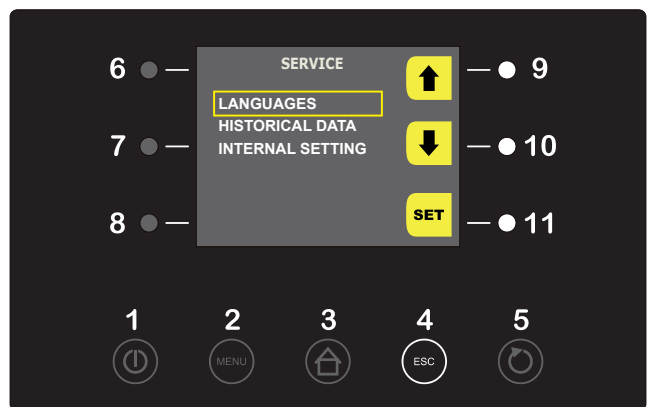 SERVICE
6
9
LANGUAGES
HISTORICAL DATA
7
INTERNAL SETTING
10
8
SET
11
1
2
3
4
5
MENU
ESC